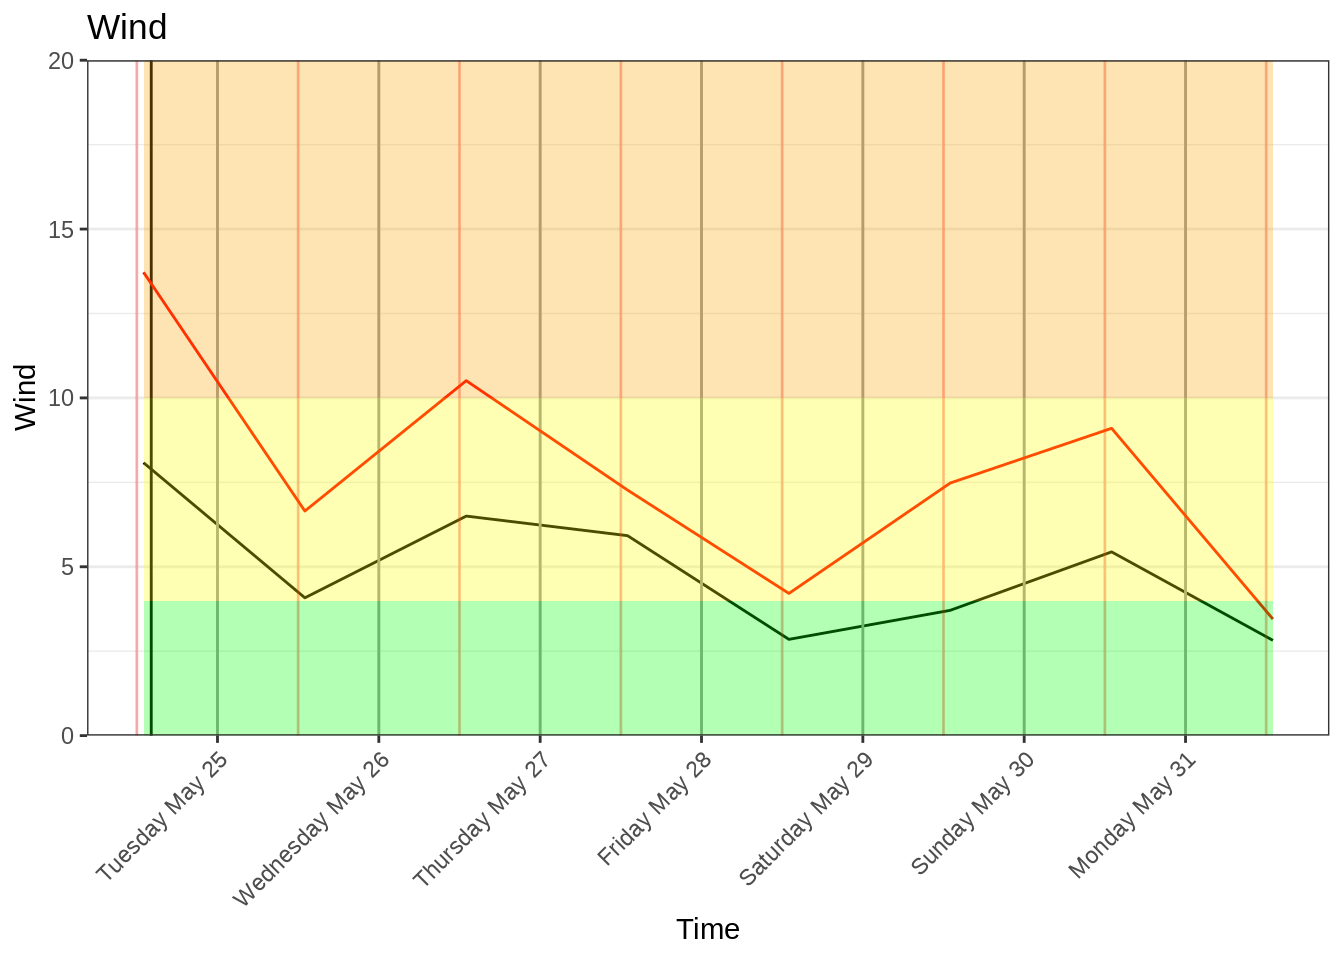 Wind
20
15
10
5
0
Wind
Tuesday May 25
Wednesday May 26
Thursday May 27
Friday May 28
Saturday May 29
Sunday May 30
Monday May 31
Time